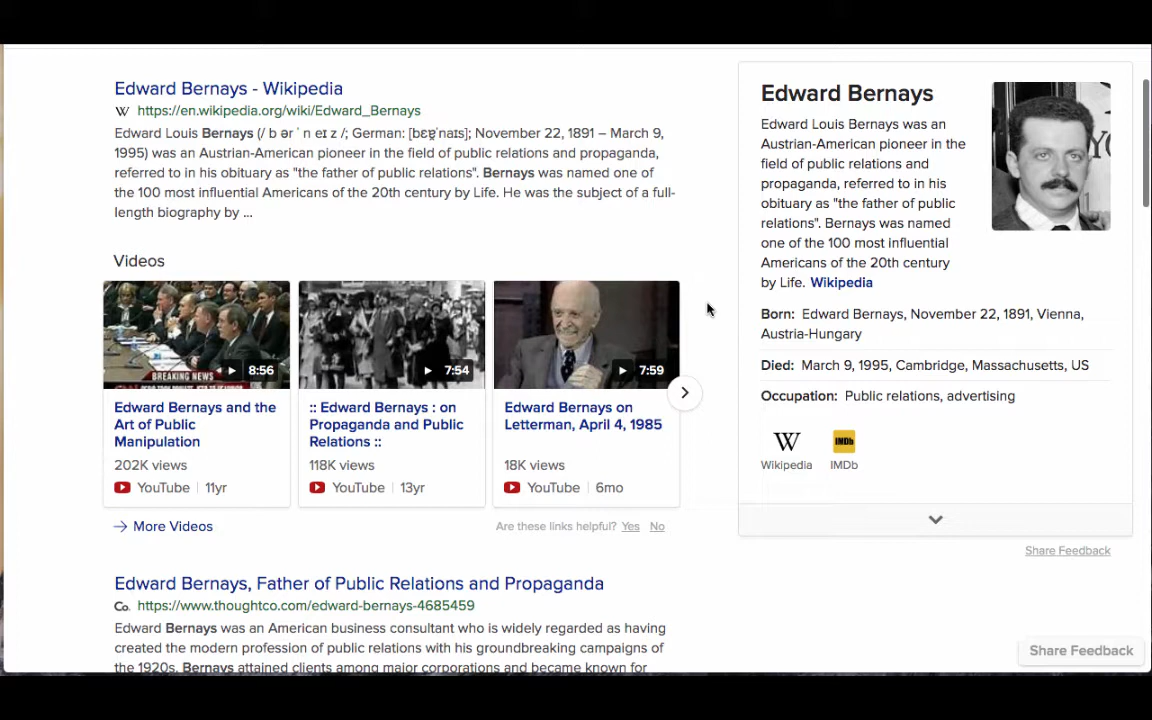 Edward Bernays - Wikipedia
W https://en.wikipedia.org/wiki/Edward_Bernays
Edward Louis Bernays (/ b ər ˈ n eɪ z /; German: [bɛʁˈnaɪs]; November 22, 1891 – March 9,
1995) was an Austrian-American pioneer in the field of public relations and propaganda,
referred to in his obituary as "the father of public relations". Bernays was named one of
the 100 most influential Americans of the 20th century by Life. He was the subject of a full-
length biography by ...
Videos
BREAKING NEWS
8:56
7:54
7:59
Edward Bernays and the
Art of Public
Manipulation
202K views
YouTube 11yr
:: Edward Bernays : on
Propaganda and Public
Relations ::
118K views
YouTube 13yr
Edward Bernays on
Letterman, April 4, 1985
18K views
YouTube 6mo
More Videos
Are these links helpful? Yes No
Edward Bernays, Father of Public Relations and Propaganda
Co. https://www.thoughtco.com/edward-bernays-4685459
Edward Bernays was an American business consultant who is widely regarded as having
created the modern profession of public relations with his groundbreaking campaigns of
the 1920s. Bernays attained clients among major corporations and became known for
Edward Bernays
Edward Louis Bernays was an
Austrian-American pioneer in the
field of public relations and
propaganda, referred to in his
obituary as "the father of public
relations". Bernays was named
one of the 100 most influential
Americans of the 20th century
by Life. Wikipedia
Born: Edward Bernays, November 22, 1891, Vienna,
Austria-Hungary
Died: March 9, 1995, Cambridge, Massachusetts, US
Occupation: Public relations, advertising
W
Wikipedia
IMDb
IMDb
Share Feedback
Share Feedback